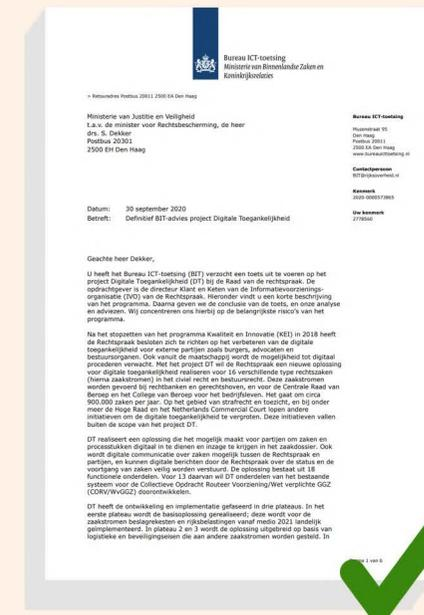 Bureau ICT-toetsing
Ministerie van Binnenlandse Zaken en
Koninkrijksrelaties
> Retouradres Postbus 20011 2500 EA Den Haag
Ministerie van Justitie en Veiligheid
t.a.v. de minister voor Rechtsbescherming, de heer
drs. S. Dekker
Postbus 20301
2500 EH Den Haag
Bureau ICT-toetsing
Muzenstraat 95
Den Haag
Postbus 20011
2500 EA Den Haag
www.bureauicttoetsing.nl
Contactpersoon
BIT@rijksoverheid.nl
Kenmerk
2020-0000573865
Uw kenmerk
2778560
Datum: 30 september 2020
Betreft: Definitief BIT-advies project Digitale Toegankelijkheid
Geachte heer Dekker,
U heeft het Bureau ICT-toetsing (BIT) verzocht een toets uit te voeren op het
project Digitale Toegankelijkheid (DT) bij de Raad van de rechtspraak. De
opdrachtgever is de directeur Klant en Keten van de Informatievoorzienings-
organisatie (IVO) van de Rechtspraak. Hieronder vindt u een korte beschrijving
van het programma. Daarna geven we de conclusie van de toets, en onze analyse
en adviezen. Wij concentreren ons hierbij op de belangrijkste risico's van het
programma.
Na het stopzetten van het programma Kwaliteit en Innovatie (KEI) in 2018 heeft
de Rechtspraak besloten zich te richten op het verbeteren van de digitale
toegankelijkheid voor externe partijen zoals burgers, advocaten en
bestuursorganen. Ook vanuit de maatschappij wordt de mogelijkheid tot digitaal
procederen verwacht. Met het project DT wil de Rechtspraak een nieuwe oplossing
voor digitale toegankelijkheid realiseren voor 16 verschillende type rechtszaken
(hierna zaakstromen) in het civiel recht en bestuursrecht. Deze zaakstromen
worden gevoerd bij rechtbanken en gerechtshoven, en voor de Centrale Raad van
Beroep en het College van Beroep voor het bedrijfsleven. Het gaat om circa
900.000 zaken per jaar. Op het gebied van strafrecht en toezicht, en bij onder
meer de Hoge Raad en het Netherlands Commercial Court lopen andere
initiatieven om de digitale toegankelijkheid te vergroten. Deze initiatieven vallen
buiten de scope van het project DT.
DT realiseert een oplossing die het mogelijk maakt voor partijen om zaken en
processtukken digitaal in te dienen en inzage te krijgen in het zaakdossier. Ook
wordt digitale communicatie over zaken mogelijk tussen de Rechtspraak en
partijen, en kunnen digitale berichten door de Rechtspraak over de status en de
voortgang van zaken veilig worden verstuurd. De oplossing bestaat uit 18
functionele onderdelen. Voor 13 daarvan wil DT onderdelen van het bestaande
systeem voor de Collectieve Opdracht Routeer Voorziening/Wet verplichte GGZ
(CORV/WvGGZ) doorontwikkelen.
DT heeft de ontwikkeling en implementatie gefaseerd in drie plateaus. In het
eerste plateau wordt de basisoplossing gerealiseerd; deze wordt voor de
zaakstromen beslagrekesten en rijksbelastingen vanaf medio 2021 landelijk
geïmplementeerd. In plateau 2 en 3 wordt de oplossing uitgebreid op basis van
logistieke en beveiligingseisen die aan andere zaakstromen worden gesteld. In
1 van 6